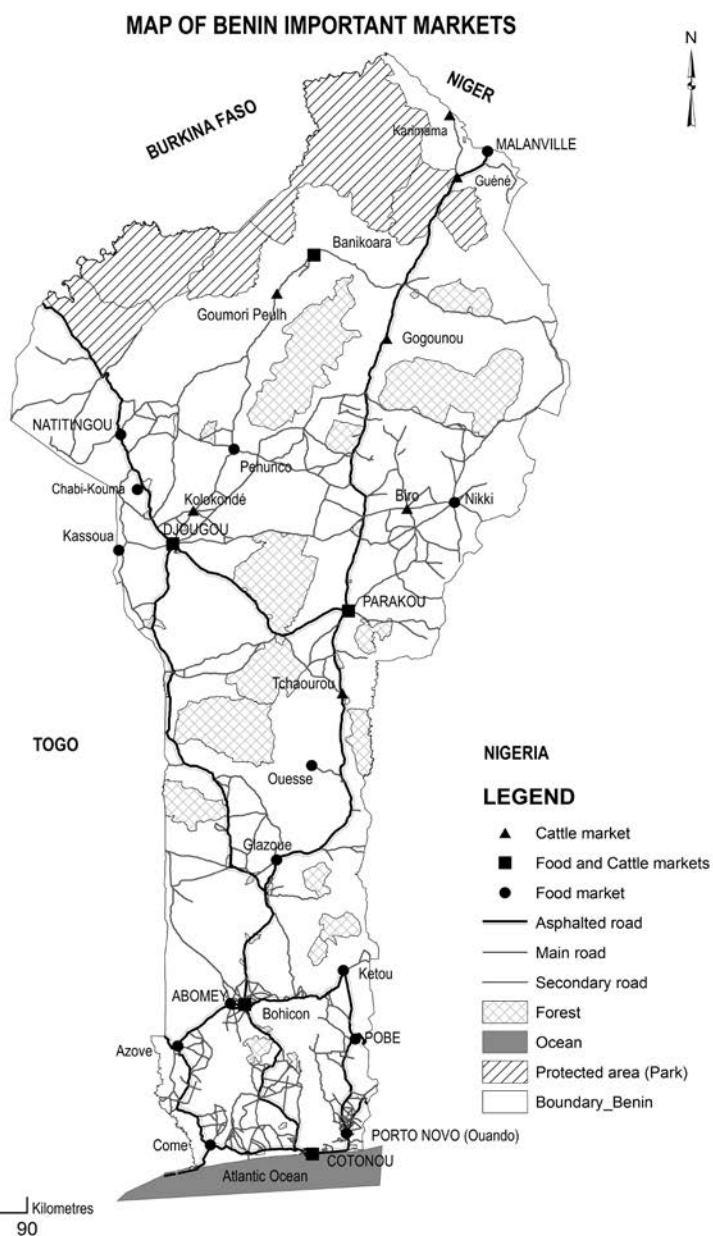 MAP OF BENIN IMPORTANT MARKETS
N
NIGER
BURKINA FASO
Karimama
MALANVILLE
Guéné
Banikoara
Goumori Peulh
Gogounou
NATITINGOU
Pehunco
Chabi-Kouma
Kolokondé
Biro
Nikki
DJOUGOU
Kassoua
PARAKOU
Tchaourou
TOGO
NIGERIA
Ouesse
LEGEND
Cattle market
Food and Cattle markets
Food market
Asphalted road
Main road
Secondary road
Forest
Ocean
Protected area (Park)
Boundary_Benin
Glazoue
Ketou
ABOMEY
Bohicon
POBE
Azove
PORTO NOVO (Ouando)
Come
COTONOU
Atlantic Ocean
Kilometres
90